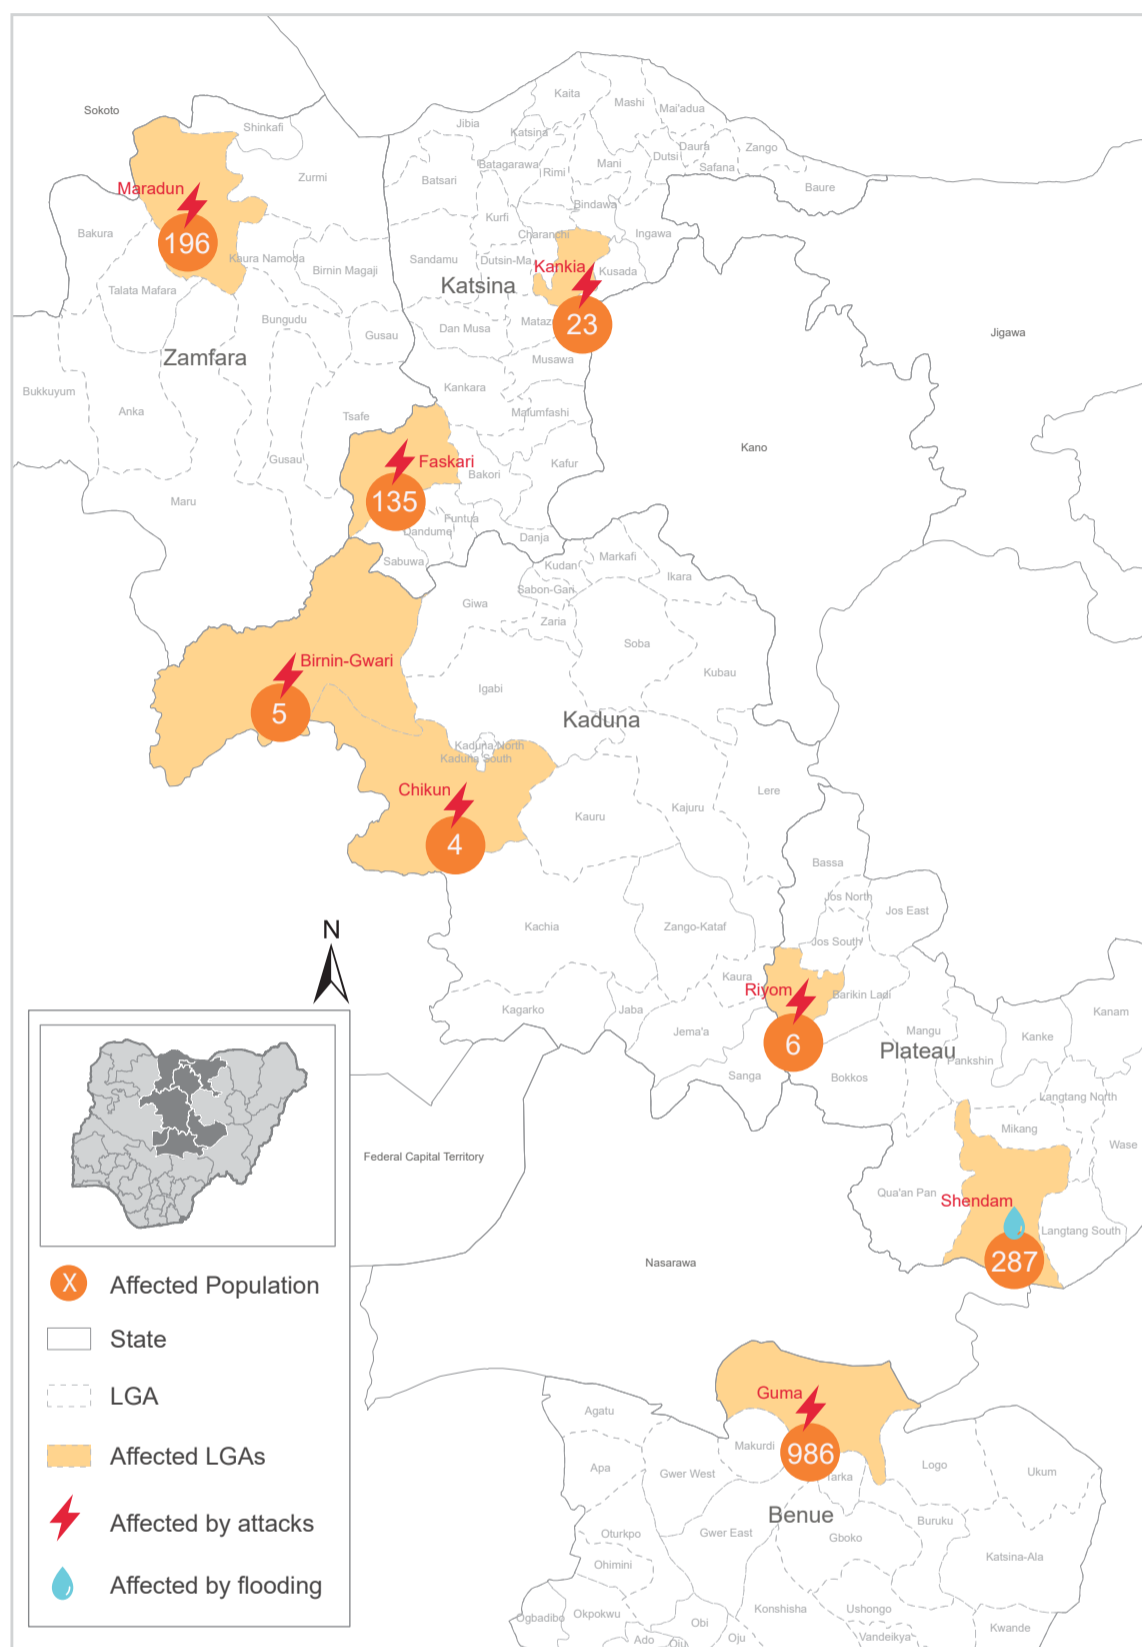 Kaita
Mashi
Mai'adua
Sokoto
Shinkafi
Jibia
Katsina
Daura
Zango
Dutsi
Safana
Batagarawa
Rimi
Mani
Zurmi
Batsari
Maradun
Baure
Kurfi
Bindawa
Bakura
196
Charanchi
Ingawa
Kaura Namoda
Sandamu
Dutsin-Ma
Kankia
Kusada
Birnin Magaji
Talata Mafara
Katsina
Bungudu
Dan Musa
Mataz
23
Jigawa
Gusau
Zamfara
Musawa
Bukkuyum
Kankara
Anka
Tsafe
Malumfashi
Kano
Gusau
Faskari
Bakori
Kafur
Maru
135
Funtua
Dandume
Danja
Sabuwa
Kudan
Markafi
Ikara
Sabon-Gari
Giwa
Zaria
Soba
Birnin-Gwari
Kubau
Igabi
5
Kaduna
Kaduna North
Kaduna South
Chikun
Lere
Kajuru
Kauru
4
Bassa
Jos North
Jos East
Kachia
Zango-Kataf
Jos South
N
Kaura
Riyom
Barikin Ladi
Kagarko
Jaba
Kanam
Jema'a
Mangu
Kanke
6
Plateau
Pankshin
Sanga
Bokkos
Langtang North
Mikang
Wase
Federal Capital Territory
Qua'an Pan
Shendam
Langtang South
Nasarawa
287
X Affected Population
State
LGA
Affected LGAs
Affected by attacks
Affected by flooding
Guma
Agatu
Makurdi
986
Apa
Gwer West
Tarka
Logo
Ukum
Benue
Buruku
Oturkpo
Gwer East
Gboko
Katsina-Ala
Ohimini
Ogbadibo
Okpokwu
Obi
Konshisha
Ushongo
Kwande
Ado
Oju
Oju
Vandeikya